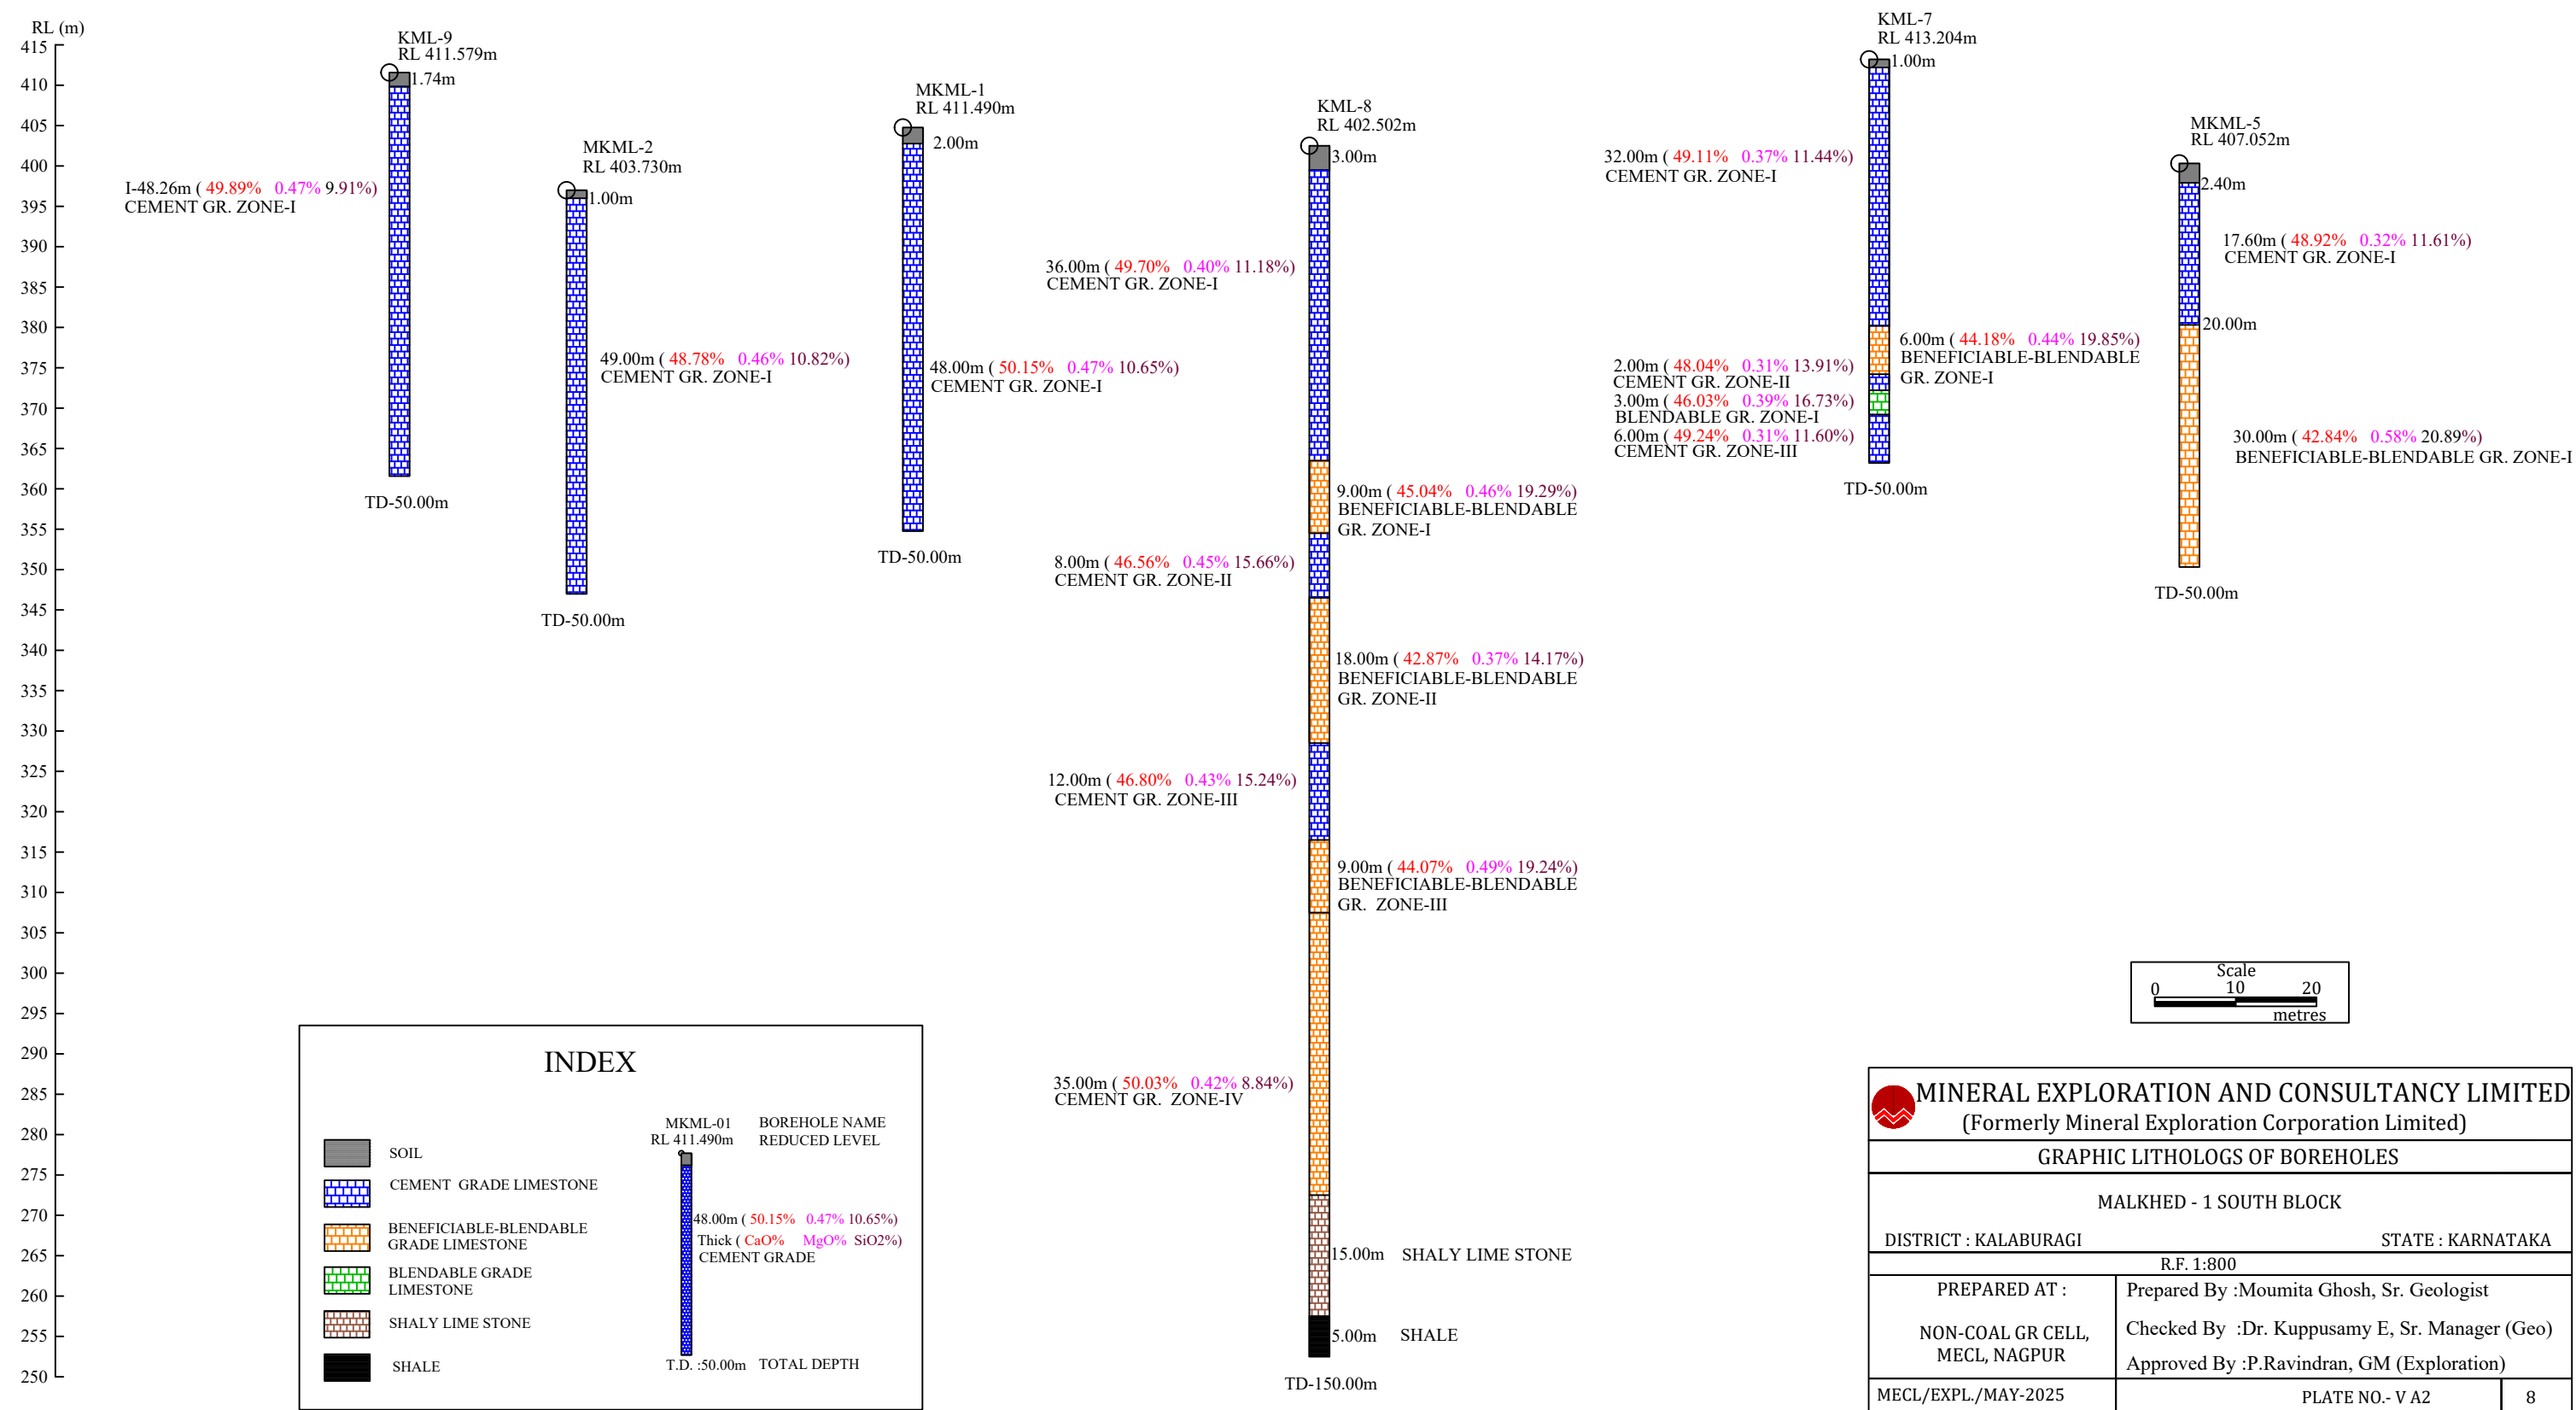 RL (m)
415
410
405
400
395
390
385
380
375
370
365
360
355
350
345
340
335
330
325
320
315
310
305
300
295
290
285
280
275
270
265
260
255
250
KML-9
RL 411.579m
1.74m
I-48.26m ( 49.89% 0.47% 9.91%)
CEMENT GR. ZONE-I
TD-50.00m
MKML-2
RL 403.730m
1.00m
49.00m ( 48.78% 0.46% 10.82%)
CEMENT GR. ZONE-I
TD-50.00m
MKML-1
RL 411.490m
2.00m
48.00m ( 50.15% 0.47% 10.65%)
CEMENT GR. ZONE-I
TD-50.00m
KML-8
RL 402.502m
3.00m
36.00m ( 49.70% 0.40% 11.18%)
CEMENT GR. ZONE-I
9.00m ( 45.04% 0.46% 19.29%)
BENEFICIABLE-BLENDABLE
GR. ZONE-I
8.00m ( 46.56% 0.45% 15.66%)
CEMENT GR. ZONE-II
18.00m ( 42.87% 0.37% 14.17%)
BENEFICIABLE-BLENDABLE
GR. ZONE-II
12.00m ( 46.80% 0.43% 15.24%)
CEMENT GR. ZONE-III
9.00m ( 44.07% 0.49% 19.24%)
BENEFICIABLE-BLENDABLE
GR. ZONE-III
35.00m ( 50.03% 0.42% 8.84%)
CEMENT GR. ZONE-IV
15.00m SHALY LIME STONE
5.00m SHALE
TD-150.00m
KML-7
RL 413.204m
1.00m
32.00m ( 49.11% 0.37% 11.44%)
CEMENT GR. ZONE-I
6.00m ( 44.18% 0.44% 19.85%)
BENEFICIABLE-BLENDABLE
GR. ZONE-I
2.00m ( 48.04% 0.31% 13.91%)
CEMENT GR. ZONE-II
3.00m ( 46.03% 0.39% 16.73%)
BLENDABLE GR. ZONE-I
6.00m ( 49.24% 0.31% 11.60%)
CEMENT GR. ZONE-III
TD-50.00m
MKML-5
RL 407.052m
2.40m
17.60m ( 48.92% 0.32% 11.61%)
CEMENT GR. ZONE-I
20.00m
30.00m ( 42.84% 0.58% 20.89%)
BENEFICIABLE-BLENDABLE GR. ZONE-I
TD-50.00m
INDEX
SOIL
CEMENT GRADE LIMESTONE
BENEFICIABLE-BLENDABLE
GRADE LIMESTONE
BLENDABLE GRADE
LIMESTONE
SHALY LIME STONE
SHALE
MKML-01 BOREHOLE NAME
RL 411.490m REDUCED LEVEL
48.00m ( 50.15% 0.47% 10.65%)
Thick ( CaO% MgO% SiO2%)
CEMENT GRADE
T.D. :50.00m TOTAL DEPTH
Scale
0 10 20
metres
MINERAL EXPLORATION AND CONSULTANCY LIMITED
(Formerly Mineral Exploration Corporation Limited)
GRAPHIC LITHOLOGS OF BOREHOLES
MALKHED - 1 SOUTH BLOCK
DISTRICT : KALABURAGI STATE : KARNATAKA
R.F. 1:800
PREPARED AT :
NON-COAL GR CELL,
MECL, NAGPUR
Prepared By :Moumita Ghosh, Sr. Geologist
Checked By :Dr. Kuppusamy E, Sr. Manager (Geo)
Approved By :P.Ravindran, GM (Exploration)
MECL/EXPL./MAY-2025 PLATE NO.- V A2 8